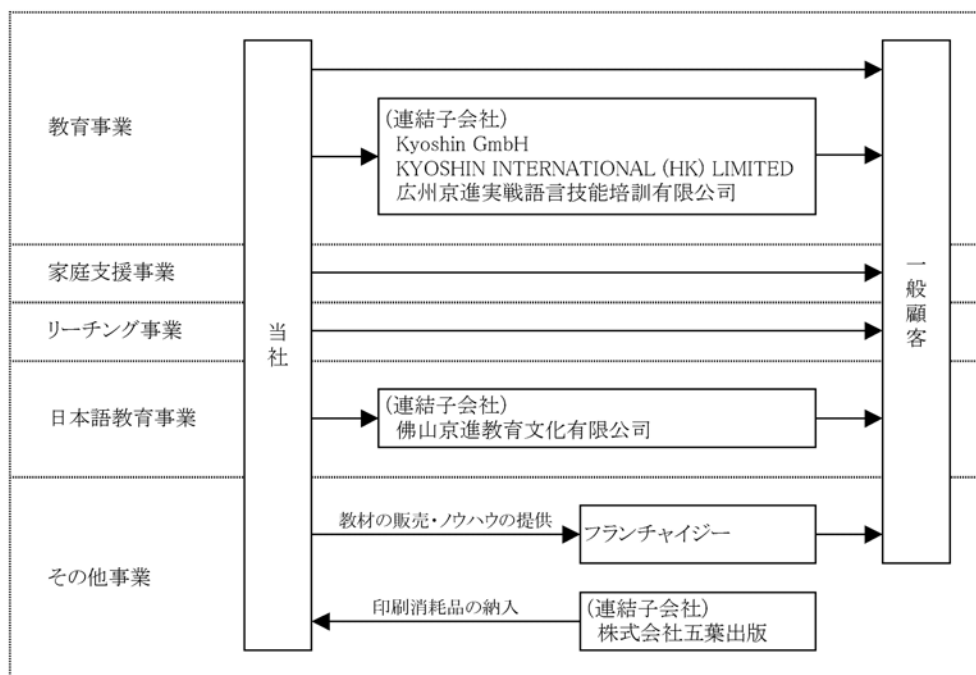 教育事業
(連結子会社)
Kyoshin GmbH
KYOSHIN INTERNATIONAL (HK) LIMITED
広州京進実戦語言技能培訓有限公司
家庭支援事業
リーチング事業
当社
一般顧客
日本語教育事業
(連結子会社)
佛山京進教育文化有限公司
教材の販売・ノウハウの提供
フランチャイジー
その他事業
印刷消耗品の納入
(連結子会社)
株式会社五葉出版